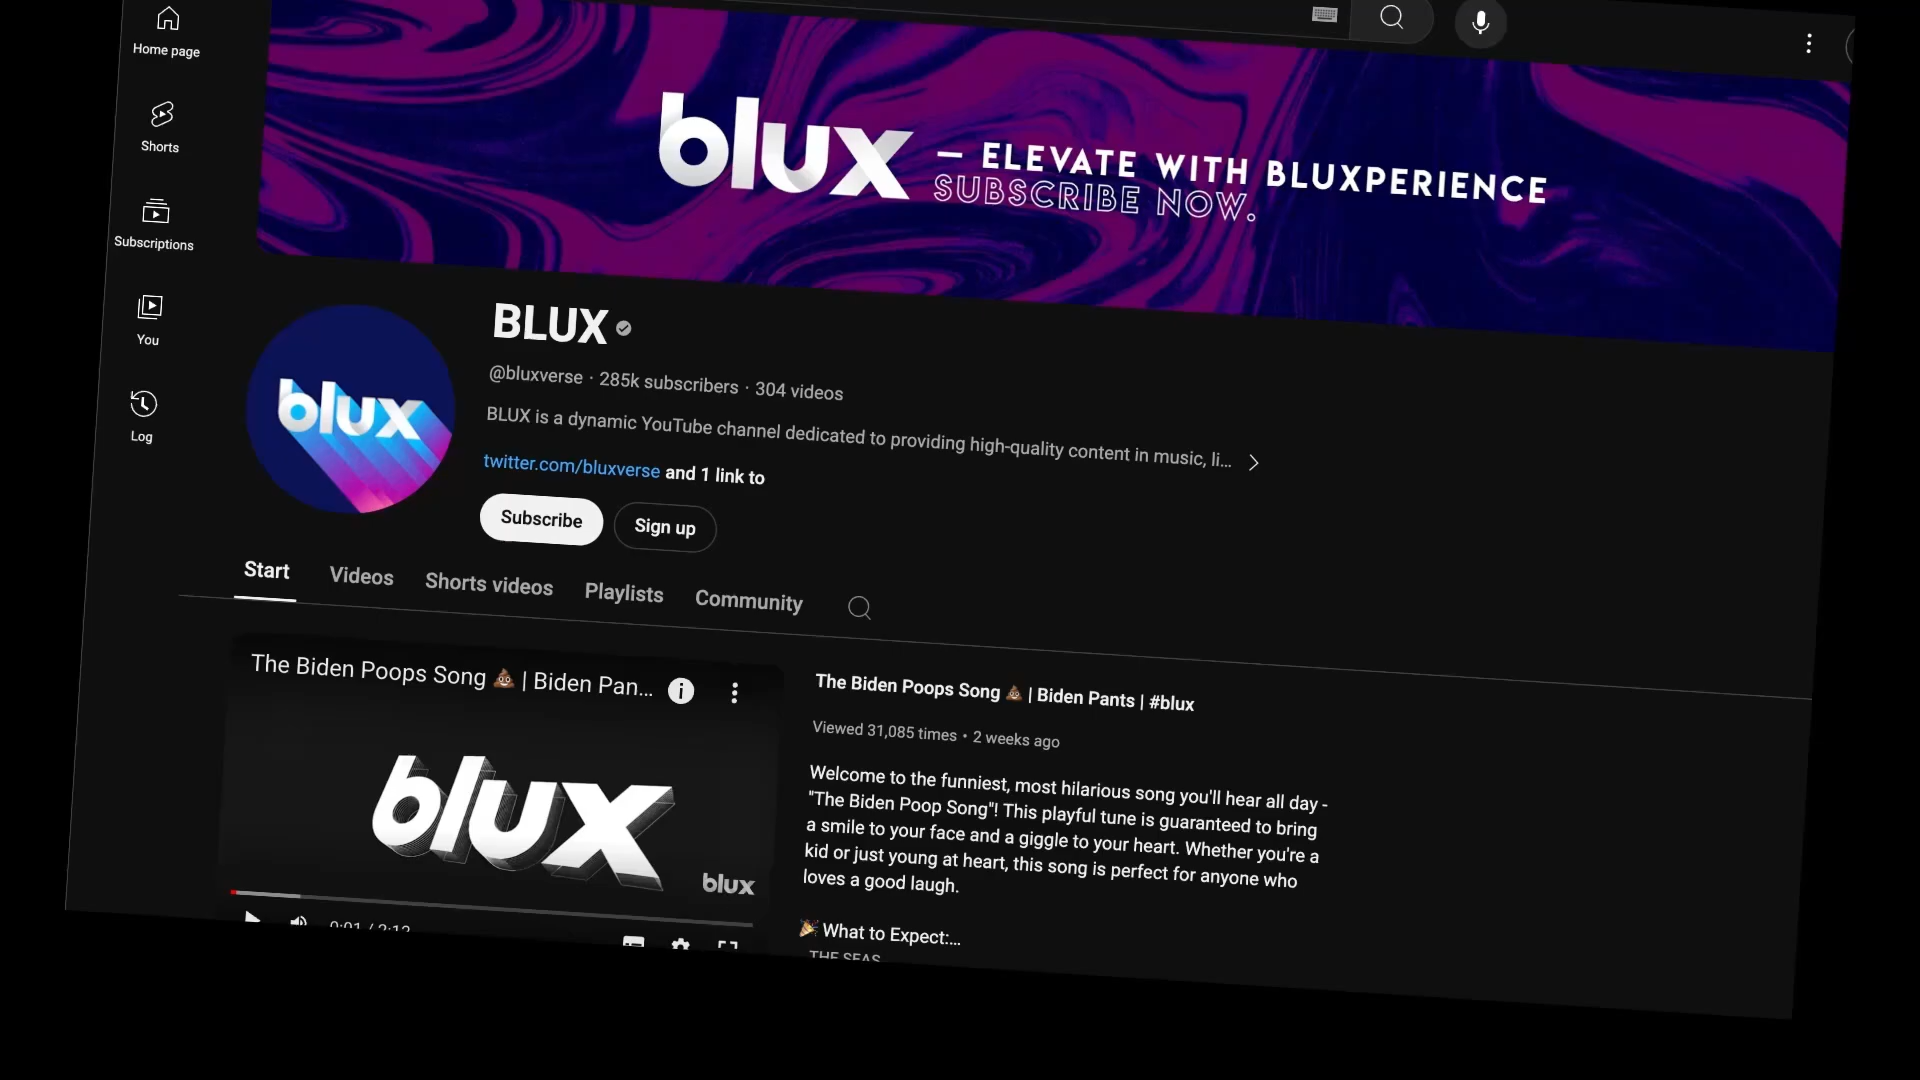 Home page
Shorts
Subscriptions
You
Log
blux
— ELEVATE WITH BLUXPERIENCE
SUBSCRIBE NOW.
blux
BLUX
@bluxverse · 285k subscribers · 304 videos
BLUX is a dynamic YouTube channel dedicated to providing high-quality content in music, li...
twitter.com/bluxverse and 1 link to
Subscribe
Sign up
Start
Videos
Shorts videos
Playlists
Community
The Biden Poops Song 💩 | Biden Pan...
blux
blux
0:01 / 2:12
The Biden Poops Song 💩 | Biden Pants | #blux
Viewed 31,085 times • 2 weeks ago
Welcome to the funniest, most hilarious song you'll hear all day -
"The Biden Poop Song"! This playful tune is guaranteed to bring
a smile to your face and a giggle to your heart. Whether you're a
kid or just young at heart, this song is perfect for anyone who
loves a good laugh.
🎉 What to Expect:...
THE SEAS